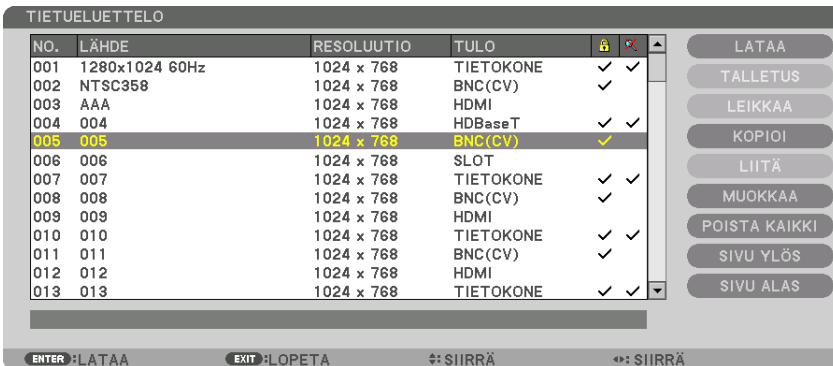 TIETUELUETTELO
NO. LÄHDE RESOLUUTIO TULO
001 1280x1024 60Hz 1024 x 768 TIETOKONE ✓ ✓
002 NTSC358 1024 x 768 BNC(CV) ✓
003 AAA 1024 x 768 HDMI
004 004 1024 x 768 HDBaseT ✓ ✓
005 005 1024 x 768 BNC(CV) ✓
006 006 1024 x 768 SLOT
007 007 1024 x 768 TIETOKONE ✓ ✓
008 008 1024 x 768 BNC(CV) ✓
009 009 1024 x 768 HDMI
010 010 1024 x 768 TIETOKONE ✓ ✓
011 011 1024 x 768 BNC(CV) ✓
012 012 1024 x 768 HDMI
013 013 1024 x 768 TIETOKONE ✓ ✓
LATAA
TALLETUS
LEIKKAA
KOPIOI
LIITÄ
MUOKKAA
POISTA KAIKKI
SIVU YLÖS
SIVU ALAS
ENTER :LATAA EXIT :LOPETA :SIIRRÄ :SIIRRÄ